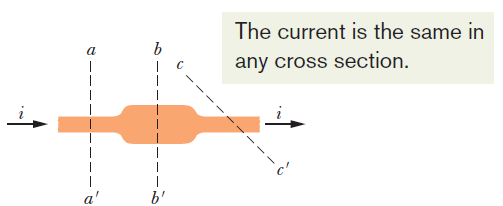 The current is the same in
any cross section.
a
b
c
i
i
a'
b'
c'